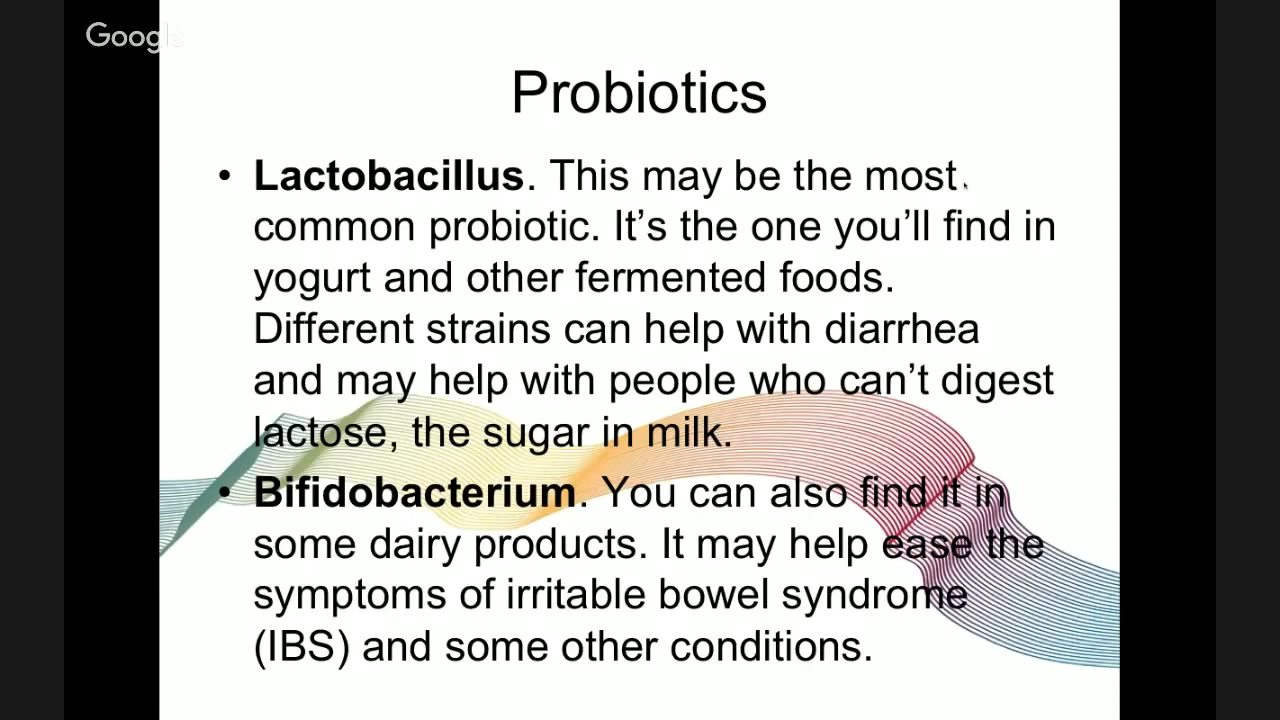 Google
Probiotics
• Lactobacillus. This may be the most
common probiotic. It’s the one you’ll find in
yogurt and other fermented foods.
Different strains can help with diarrhea
and may help with people who can’t digest
lactose, the sugar in milk.
• Bifidobacterium. You can also find it in
some dairy products. It may help ease the
symptoms of irritable bowel syndrome
(IBS) and some other conditions.